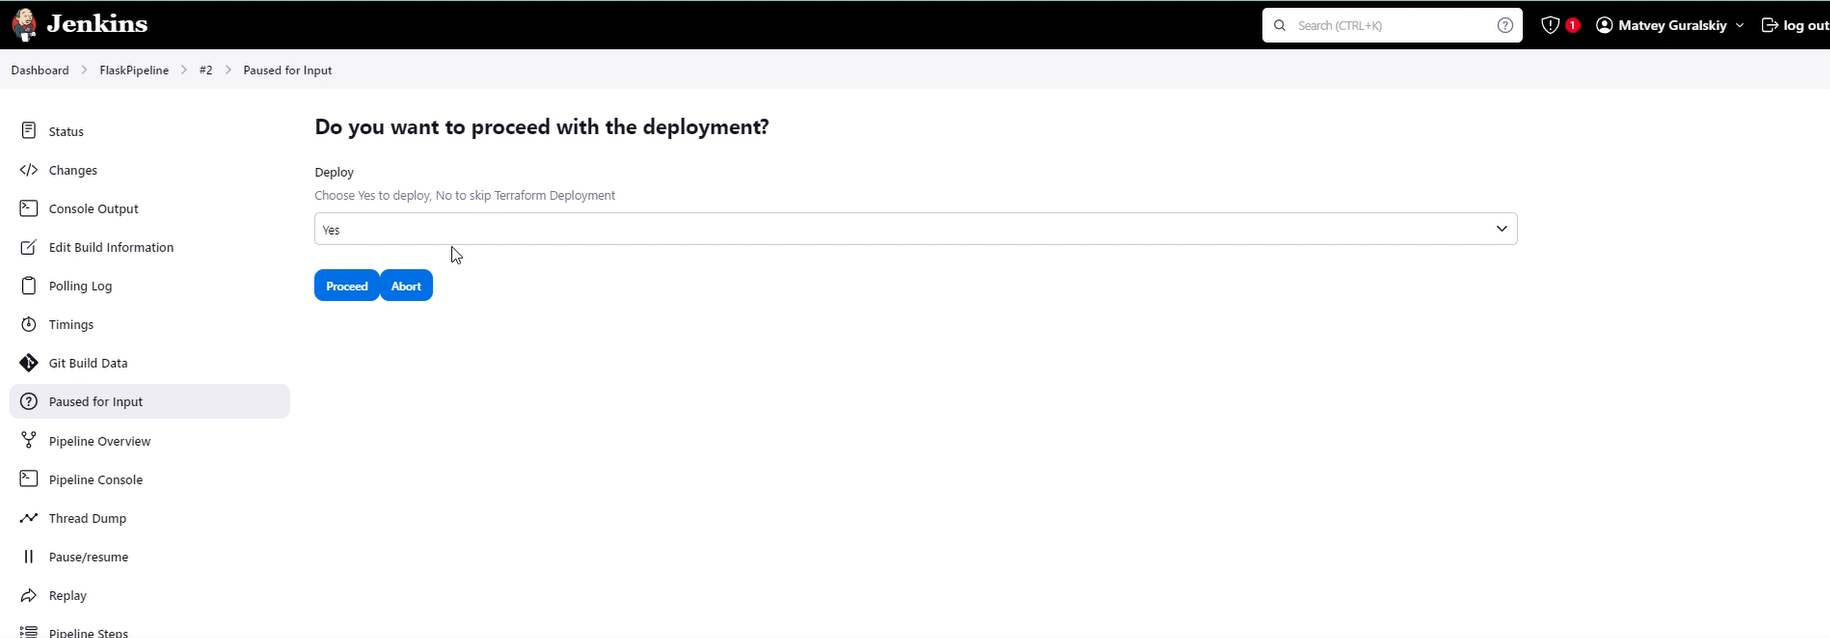 Jenkins
Search (CTRL+K)
1
Matvey Guralskiy
log out
Dashboard > FlaskPipeline > #2 > Paused for Input
Status
Changes
Console Output
Edit Build Information
Polling Log
Timings
Git Build Data
Paused for Input
Pipeline Overview
Pipeline Console
Thread Dump
Pause/resume
Replay
Pipeline Steps
Do you want to proceed with the deployment?
Deploy
Choose Yes to deploy, No to skip Terraform Deployment
Yes
Proceed Abort